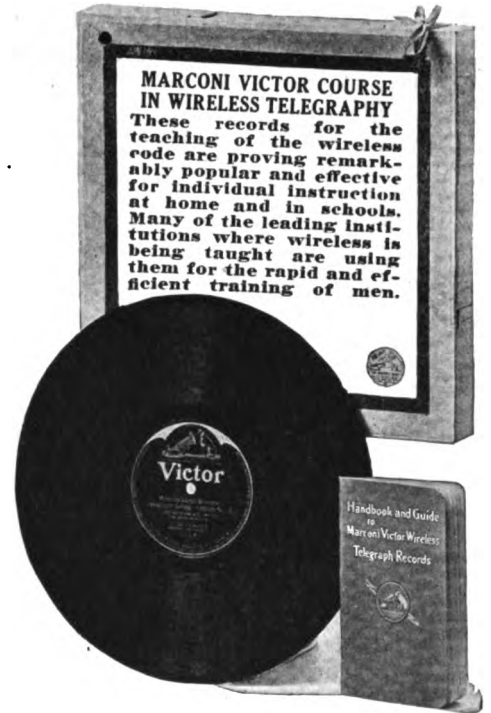 MARCONI VICTOR COURSE
IN WIRELESS TELEGRAPHY
These records for the
teaching of the wireless
code are proving remark-
ably popular and effective
for individual instruction
at home and in schools.
Many of the leading insti-
tutions where wireless is
being taught are using
them for the rapid and ef-
ficient training of men.
Victor
Handbook and Guide
to
Marconi Victor Wireless
Telegraph Records